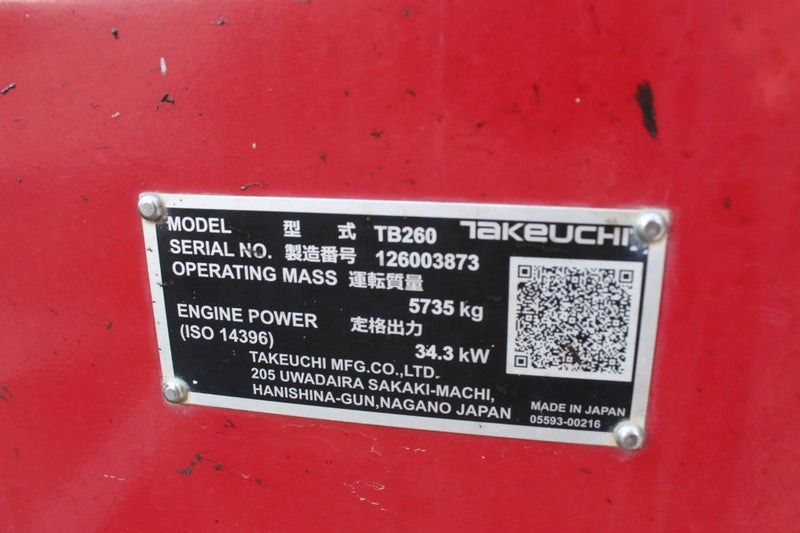 MODEL 型 式 TB260 TAKEUCHI
SERIAL NO. 製造番号 126003873
OPERATING MASS 運転質量
5735 kg
ENGINE POWER 定格出力
(ISO 14396)
34.3 kW
TAKEUCHI MFG.CO.,LTD.
205 UWADAIRA SAKAKI-MACHI,
HANISHINA-GUN,NAGANO JAPAN
MADE IN JAPAN
05593-00216